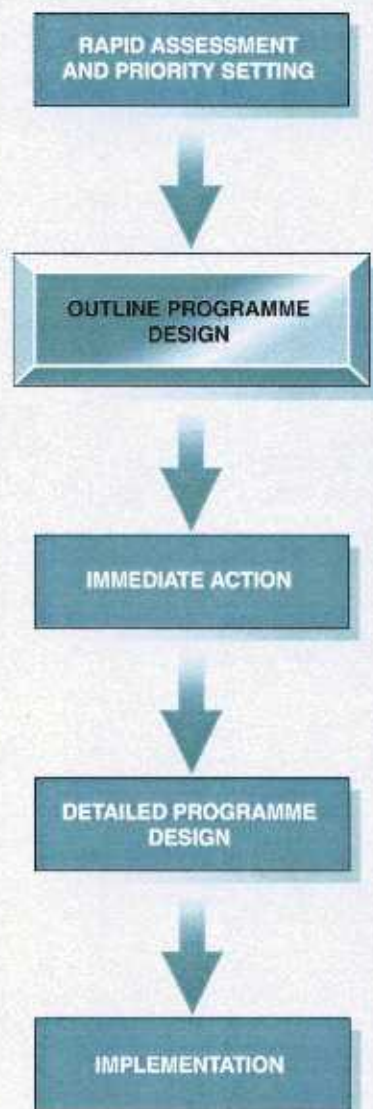 RAPID ASSESSMENT
AND PRIORITY SETTING
OUTLINE PROGRAMME
DESIGN
IMMEDIATE ACTION
DETAILED PROGRAMME
DESIGN
IMPLEMENTATION